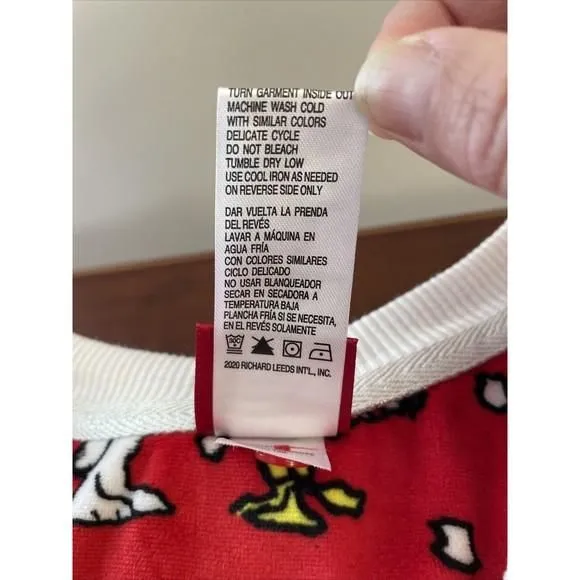 TURN GARMENT INSIDE OUT
MACHINE WASH COLD
WITH SIMILAR COLORS
DELICATE CYCLE
DO NOT BLEACH
TUMBLE DRY LOW
USE COOL IRON AS NEEDED
ON REVERSE SIDE ONLY
DAR VUELTA LA PRENDA
DEL REVÉS
LAVAR A MÁQUINA EN
AGUA FRÍA
CON COLORES SIMILARES
CICLO DELICADO
NO USAR BLANQUEADOR
SECAR EN SECADORA A
TEMPERATURA BAJA
PLANCHA FRÍA SI SE NECESITA,
EN EL REVÉS SOLAMENTE
2020 RICHARD LEEDS INT'L., INC.